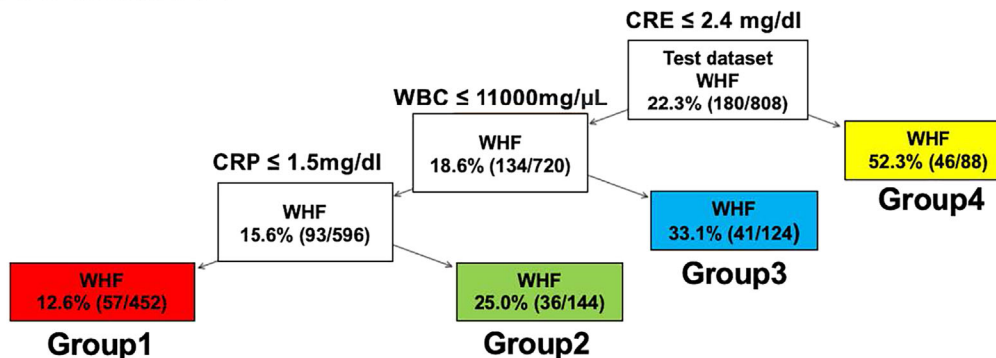 CRE ≤ 2.4 mg/dl
Test dataset
WHF
22.3% (180/808)
WBC ≤ 11000mg/μL
WHF
18.6% (134/720)
WHF
52.3% (46/88)
Group4
CRP ≤ 1.5mg/dl
WHF
15.6% (93/596)
WHF
33.1% (41/124)
Group3
WHF
12.6% (57/452)
Group1
WHF
25.0% (36/144)
Group2